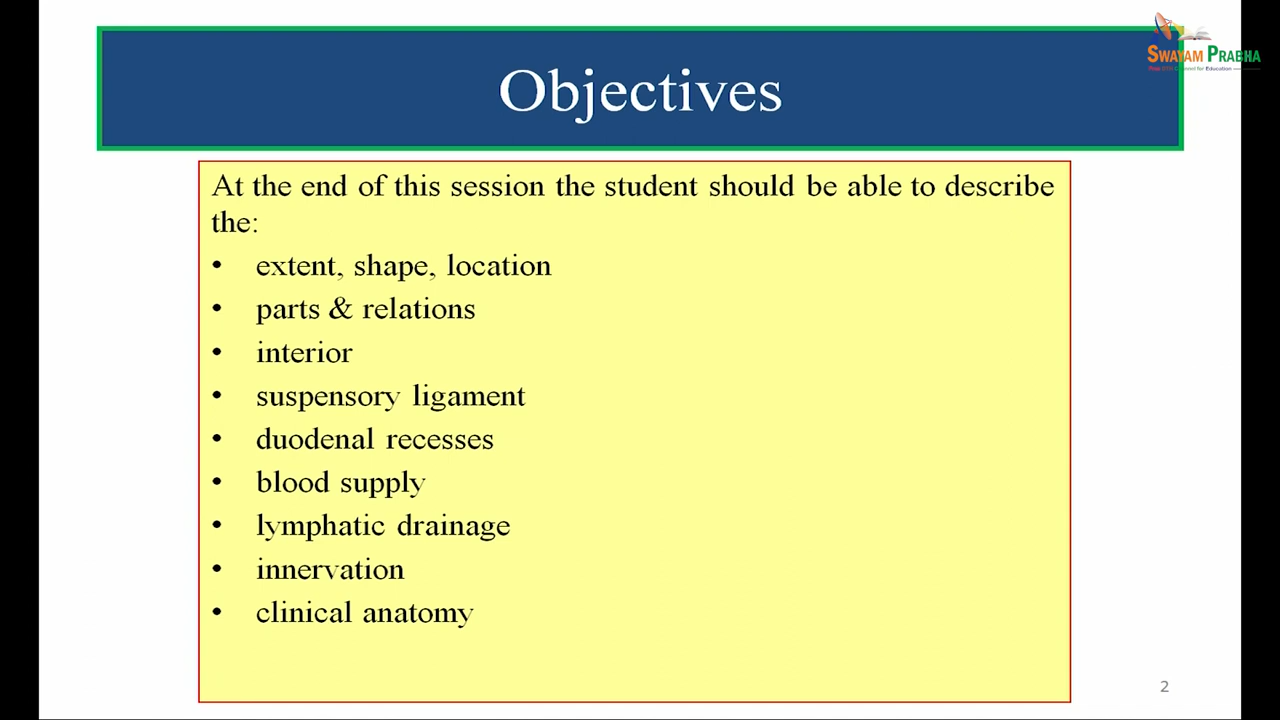 SWAYAM PRABHA
Objectives
At the end of this session the student should be able to describe
the:
• extent, shape, location
• parts & relations
• interior
• suspensory ligament
• duodenal recesses
• blood supply
• lymphatic drainage
• innervation
• clinical anatomy
2